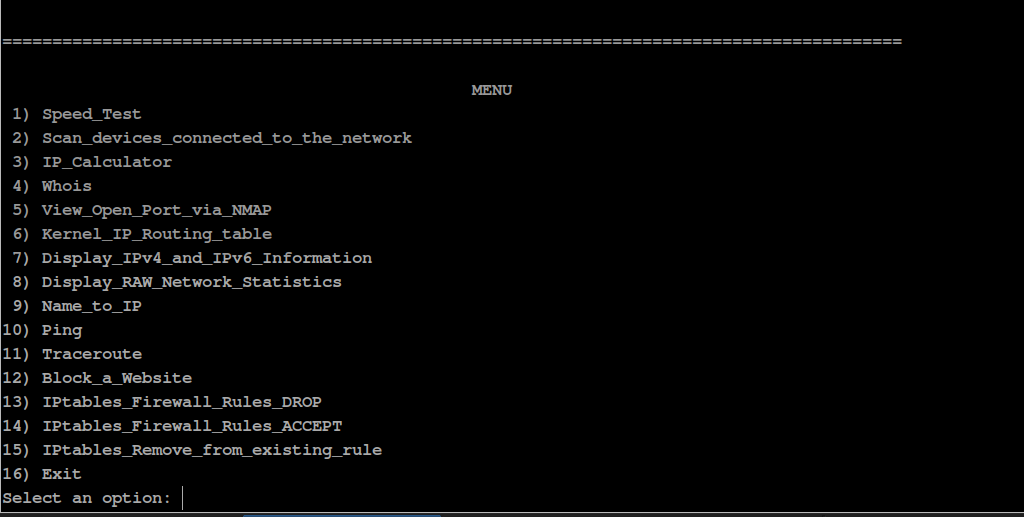 ==========================================================================================
MENU
1) Speed_Test
2) Scan_devices_connected_to_the_network
3) IP_Calculator
4) Whois
5) View_Open_Port_via_NMAP
6) Kernel_IP_Routing_table
7) Display_IPv4_and_IPv6_Information
8) Display_RAW_Network_Statistics
9) Name_to_IP
10) Ping
11) Traceroute
12) Block_a_Website
13) IPtables_Firewall_Rules_DROP
14) IPtables_Firewall_Rules_ACCEPT
15) IPtables_Remove_from_existing_rule
16) Exit
Select an option: